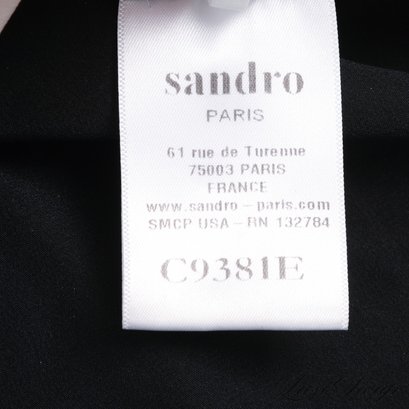 sandro
PARIS
61 rue de Turenne
75003 PARIS
FRANCE
www.sandro-paris.com
SMCP USA - RN 132784
C9381E